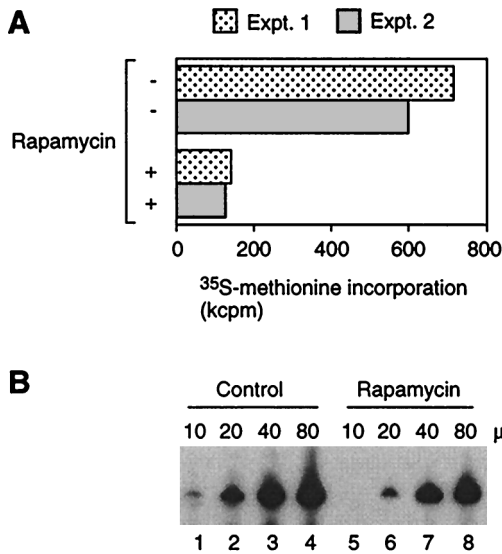 A
Expt. 1 Expt. 2
Rapamycin
-
-
+
+
0 200 400 600 800
35S-methionine incorporation
(kcpm)
B
Control Rapamycin
10 20 40 80 10 20 40 80 µ
1 2 3 4 5 6 7 8